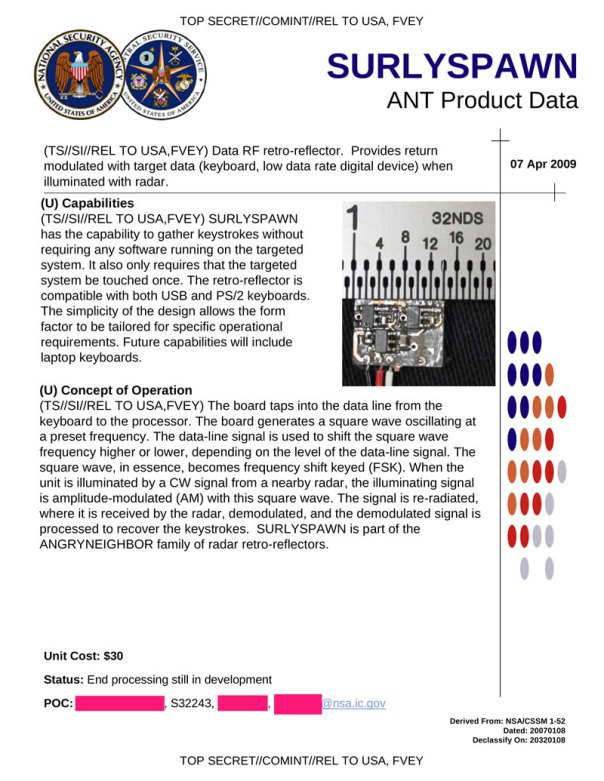 TOP SECRET//COMINT//REL TO USA, FVEY
NATIONAL SECURITY AGENCY
UNITED STATES OF AMERICA
CENTRAL SECURITY SERVICE
UNITED STATES OF AMERICA
SURLYSPAWN
ANT Product Data
(TS//SI//REL TO USA,FVEY) Data RF retro-reflector.  Provides return
modulated with target data (keyboard, low data rate digital device) when
illuminated with radar.
07 Apr 2009
(U) Capabilities
(TS//SI//REL TO USA,FVEY) SURLYSPAWN
has the capability to gather keystrokes without
requiring any software running on the targeted
system. It also only requires that the targeted
system be touched once. The retro-reflector is
compatible with both USB and PS/2 keyboards.
The simplicity of the design allows the form
factor to be tailored for specific operational
requirements. Future capabilities will include
laptop keyboards.
1 32NDS
4 8 12 16 20
(U) Concept of Operation
(TS//SI//REL TO USA,FVEY) The board taps into the data line from the
keyboard to the processor. The board generates a square wave oscillating at
a preset frequency. The data-line signal is used to shift the square wave
frequency higher or lower, depending on the level of the data-line signal. The
square wave, in essence, becomes frequency shift keyed (FSK). When the
unit is illuminated by a CW signal from a nearby radar, the illuminating signal
is amplitude-modulated (AM) with this square wave. The signal is re-radiated,
where it is received by the radar, demodulated, and the demodulated signal is
processed to recover the keystrokes.  SURLYSPAWN is part of the
ANGRYNEIGHBOR family of radar retro-reflectors.
Unit Cost: $30
Status: End processing still in development
POC: , S32243, , @nsa.ic.gov
Derived From: NSA/CSSM 1-52
Dated: 20070108
Declassify On: 20320108
TOP SECRET//COMINT//REL TO USA, FVEY